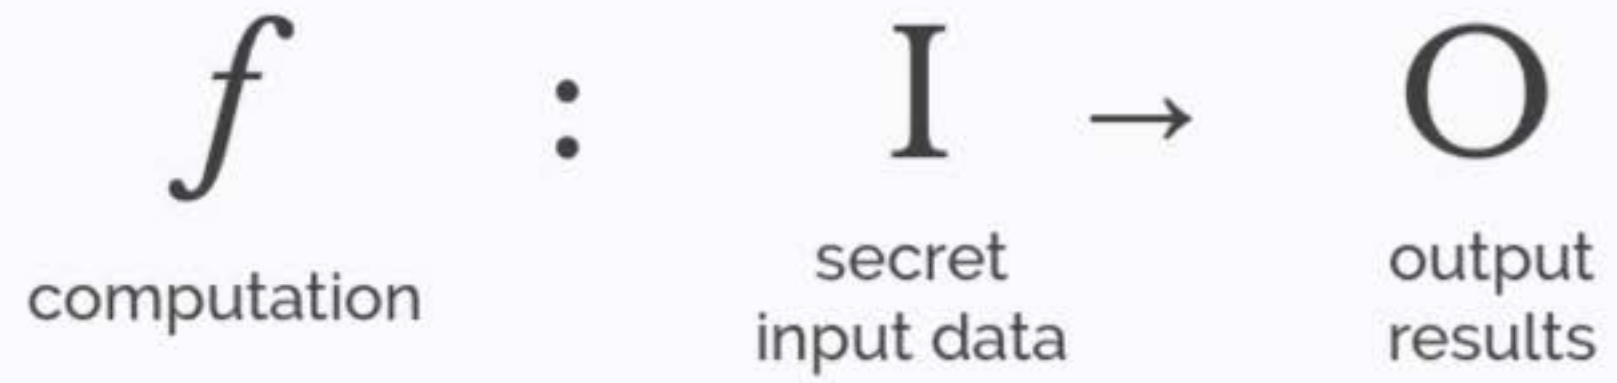 f : I → O
computation
secret
input data
output
results